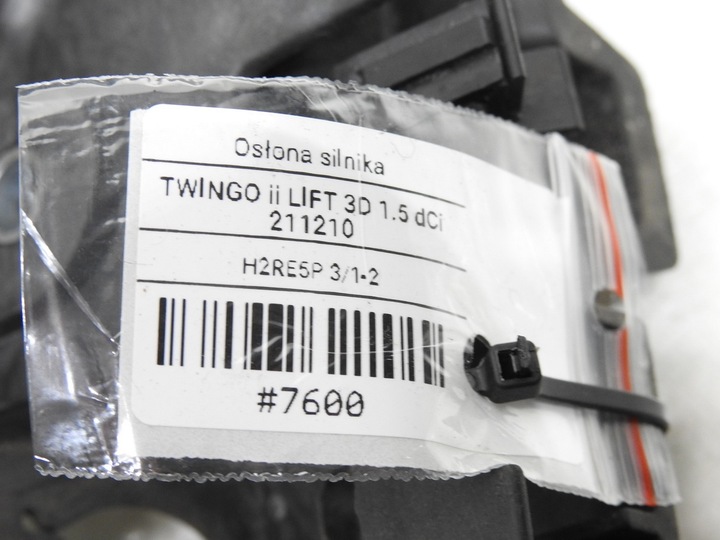 Osłona silnika
TWINGO ii LIFT 3D 1.5 dCi
211210
H2RE5P 3/1-2
#7600